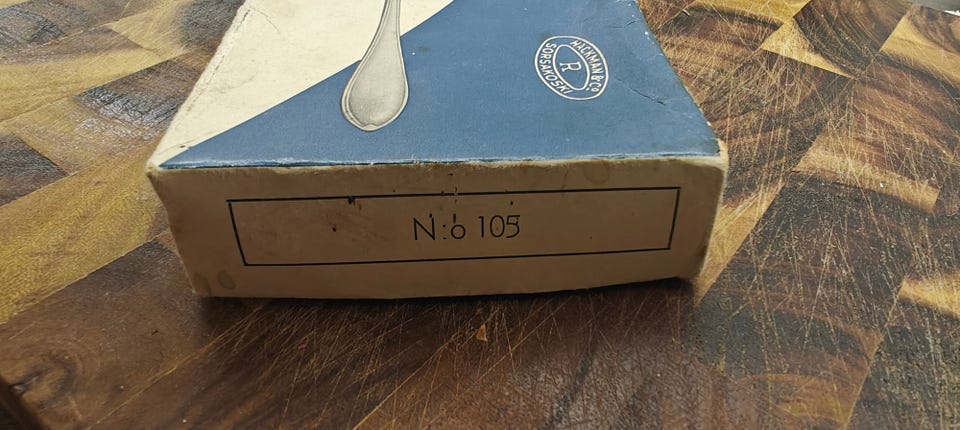 HACKMAN & Co
R
SORSAKOSKI
N:o 105